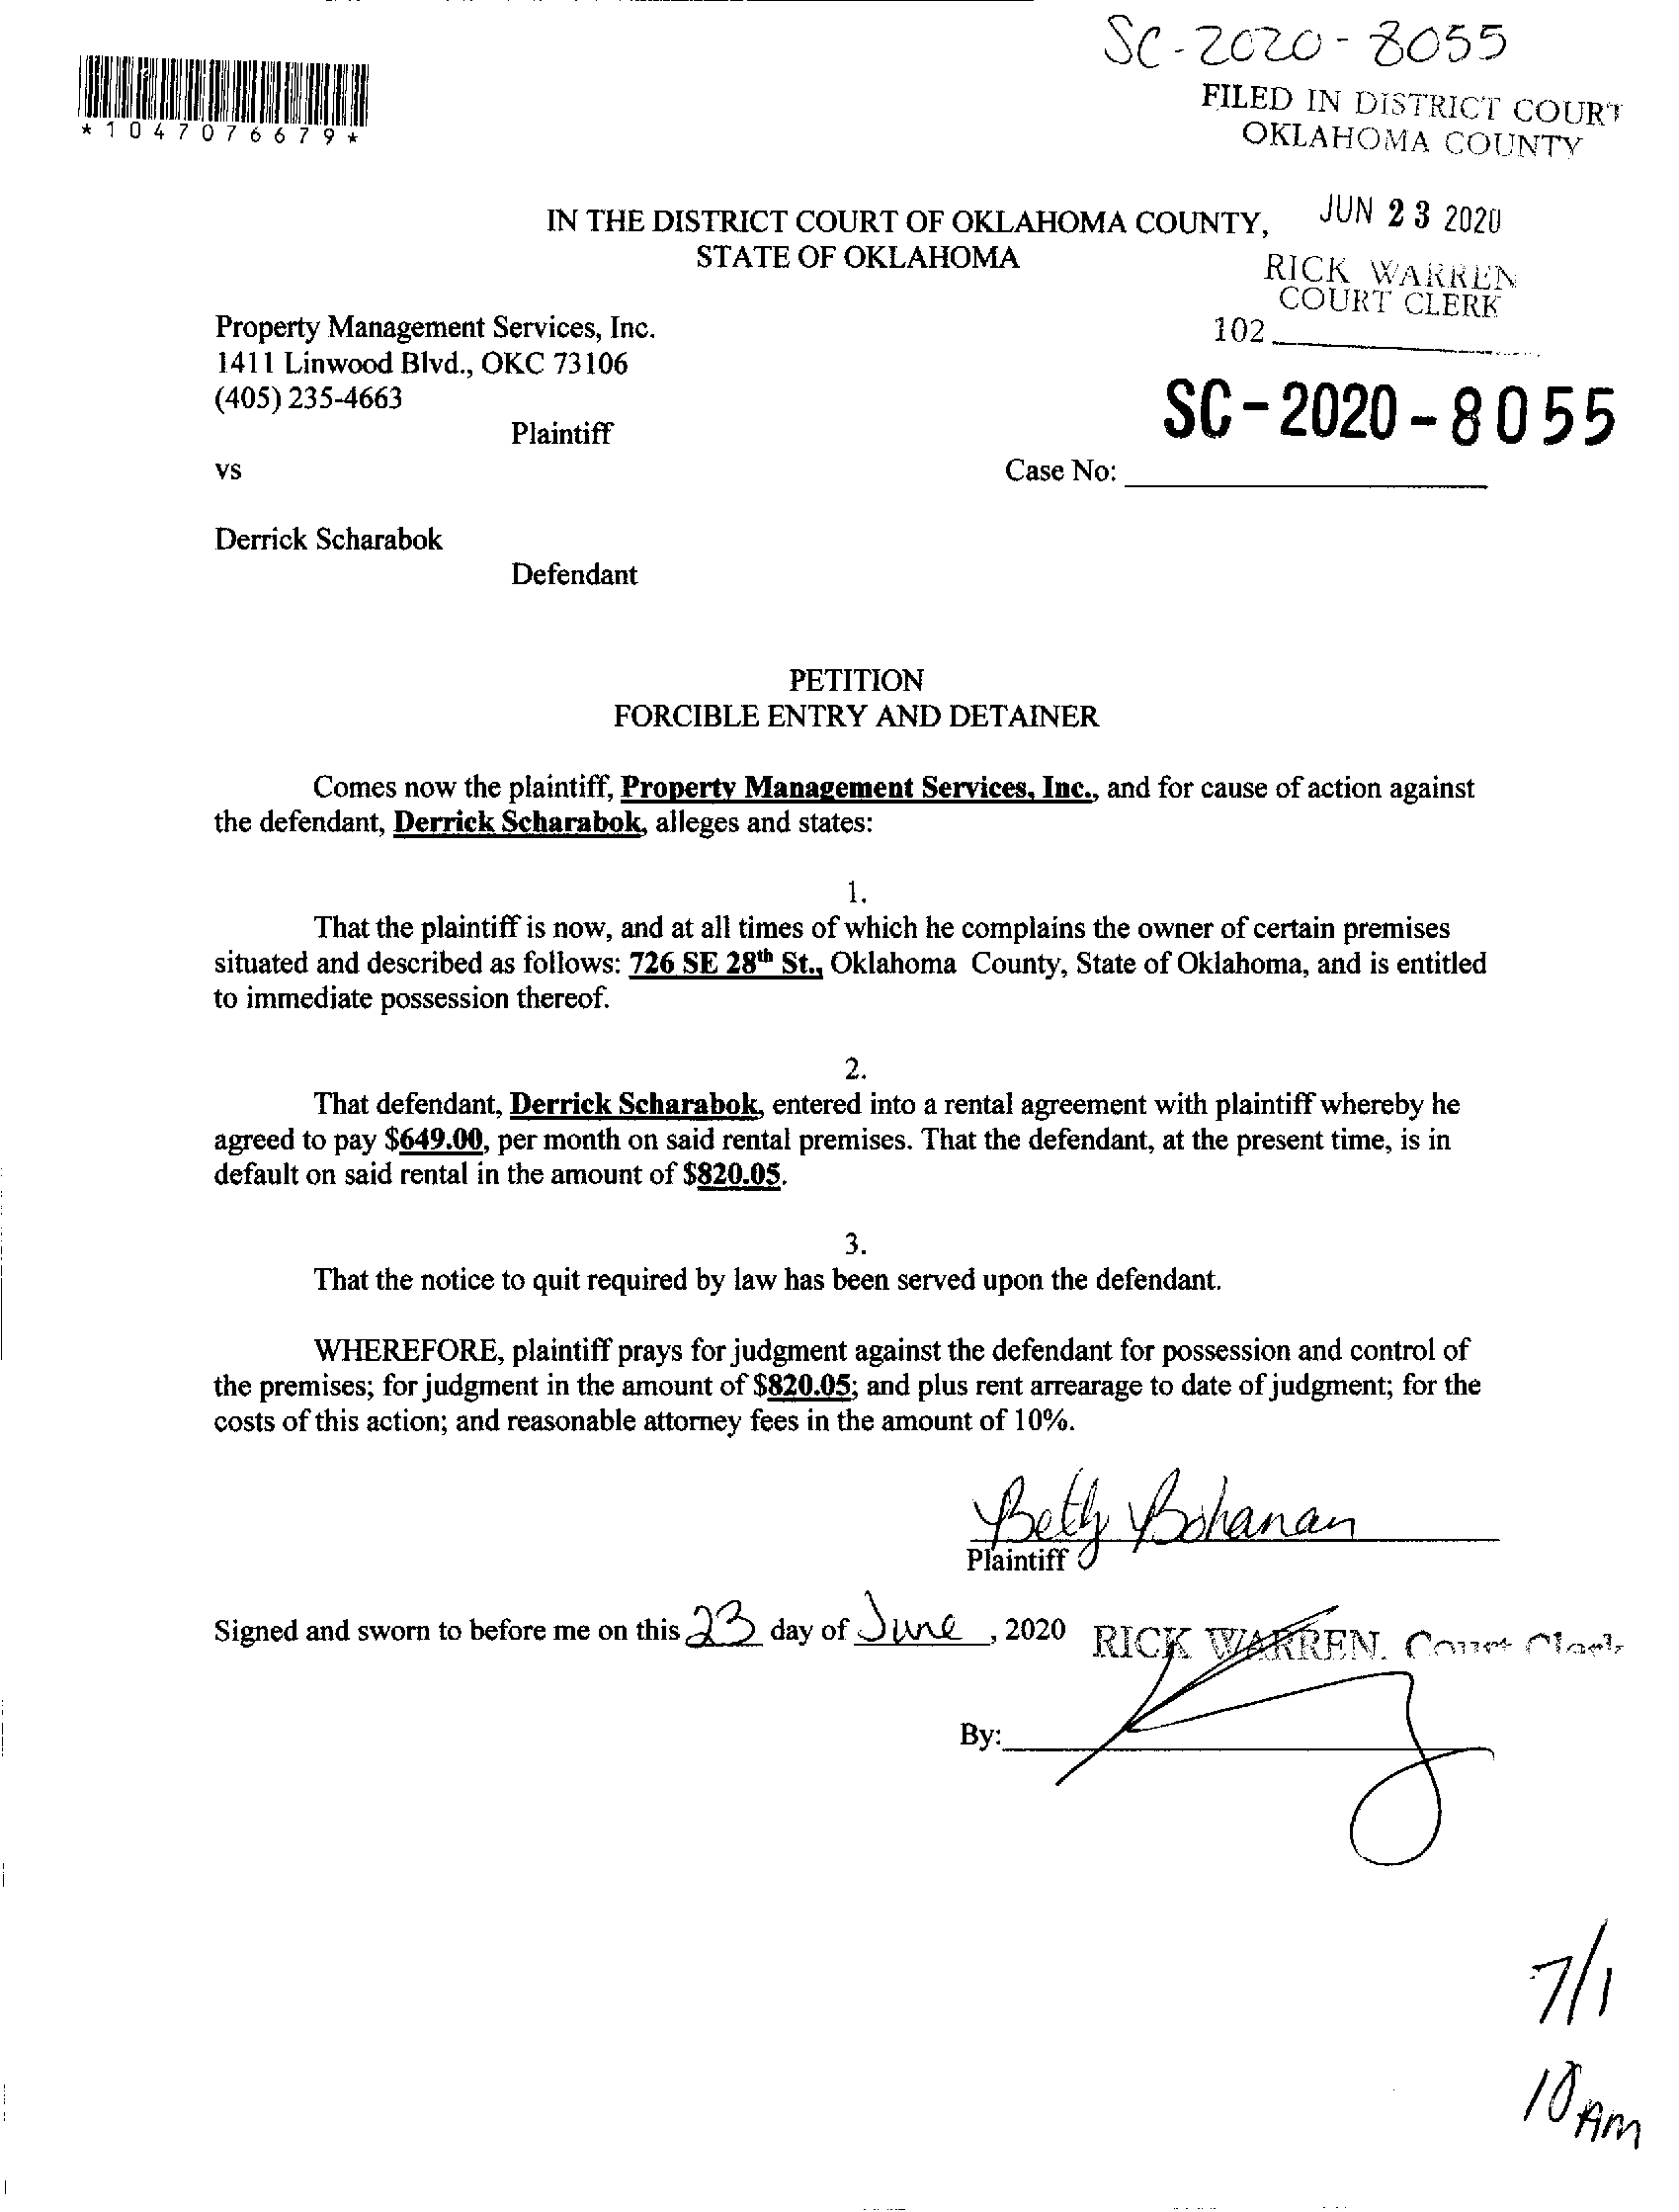 SC-2020-8055
*1047076679*
FILED IN DISTRICT COURT
OKLAHOMA COUNTY
JUN 23 2020
IN THE DISTRICT COURT OF OKLAHOMA COUNTY,
STATE OF OKLAHOMA
RICK WARREN
COURT CLERK
102
Property Management Services, Inc.
1411 Linwood Blvd., OKC 73106
(405) 235-4663
Plaintiff
SC-2020-8055
vs
Case No:
Derrick Scharabok
Defendant
PETITION
FORCIBLE ENTRY AND DETAINER
Comes now the plaintiff, Property Management Services, Inc., and for cause of action against
the defendant, Derrick Scharabok, alleges and states:
1.
That the plaintiff is now, and at all times of which he complains the owner of certain premises
situated and described as follows: 726 SE 28th St., Oklahoma County, State of Oklahoma, and is entitled
to immediate possession thereof.
2.
That defendant, Derrick Scharabok, entered into a rental agreement with plaintiff whereby he
agreed to pay $649.00, per month on said rental premises. That the defendant, at the present time, is in
default on said rental in the amount of $820.05.
3.
That the notice to quit required by law has been served upon the defendant.
WHEREFORE, plaintiff prays for judgment against the defendant for possession and control of
the premises; for judgment in the amount of $820.05; and plus rent arrearage to date of judgment; for the
costs of this action; and reasonable attorney fees in the amount of 10%.
Betty Bohanan
Plaintiff
Signed and sworn to before me on this 23 day of June, 2020 RICK WARREN. Court Clerk
By:
7/1
10 AM